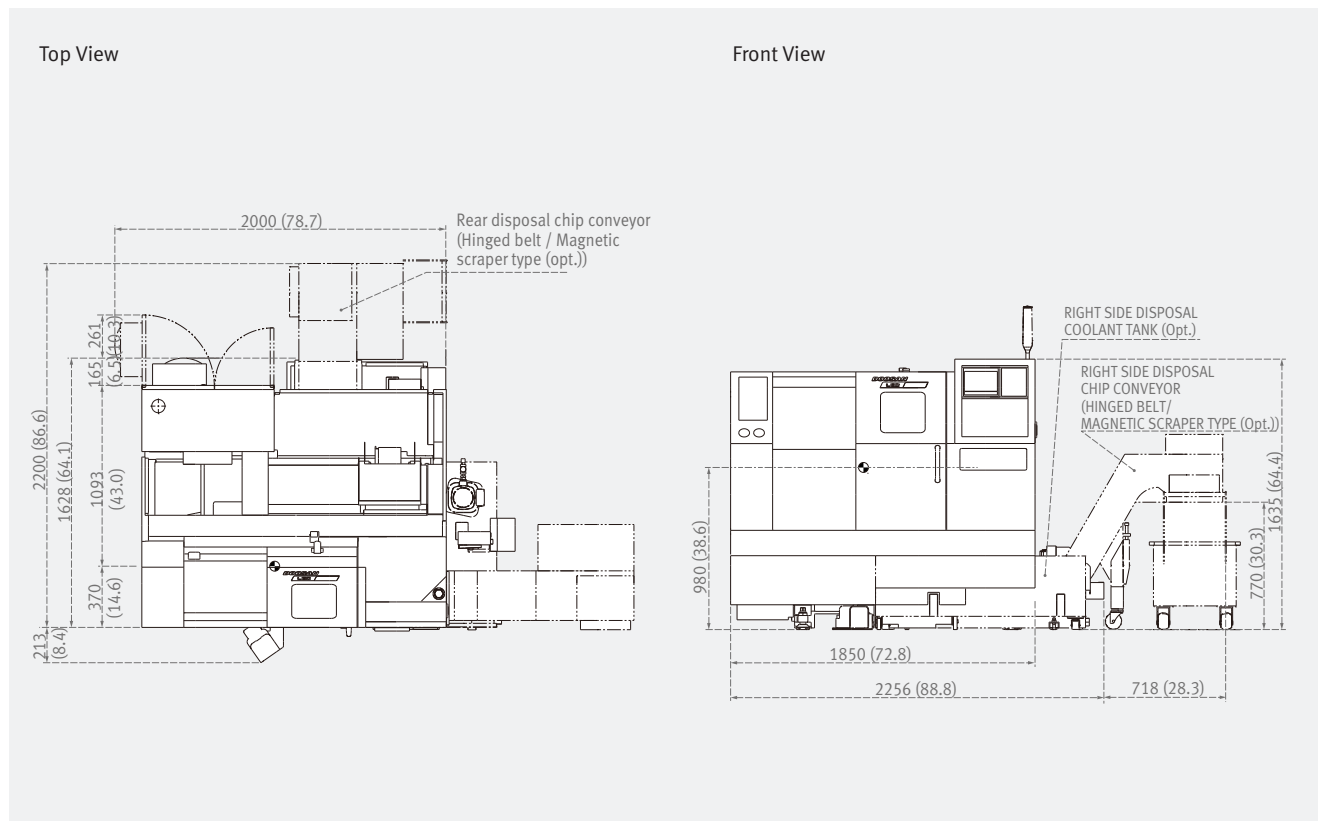 Top View
Front View
2000 (78.7)
Rear disposal chip conveyor
(Hinged belt / Magnetic
scraper type (opt.))
261
(10.3)
165
(6.5)
2200 (86.6)
1628 (64.1)
1093
(43.0)
370
(14.6)
213
(8.4)
DOOSAN
DOOSAN
RIGHT SIDE DISPOSAL
COOLANT TANK (Opt.)
RIGHT SIDE DISPOSAL
CHIP CONVEYOR
(HINGED BELT/
MAGNETIC SCRAPER TYPE (Opt.))
980 (38.6)
770 (30.3)
1635 (64.4)
1850 (72.8)
2256 (88.8)
718 (28.3)